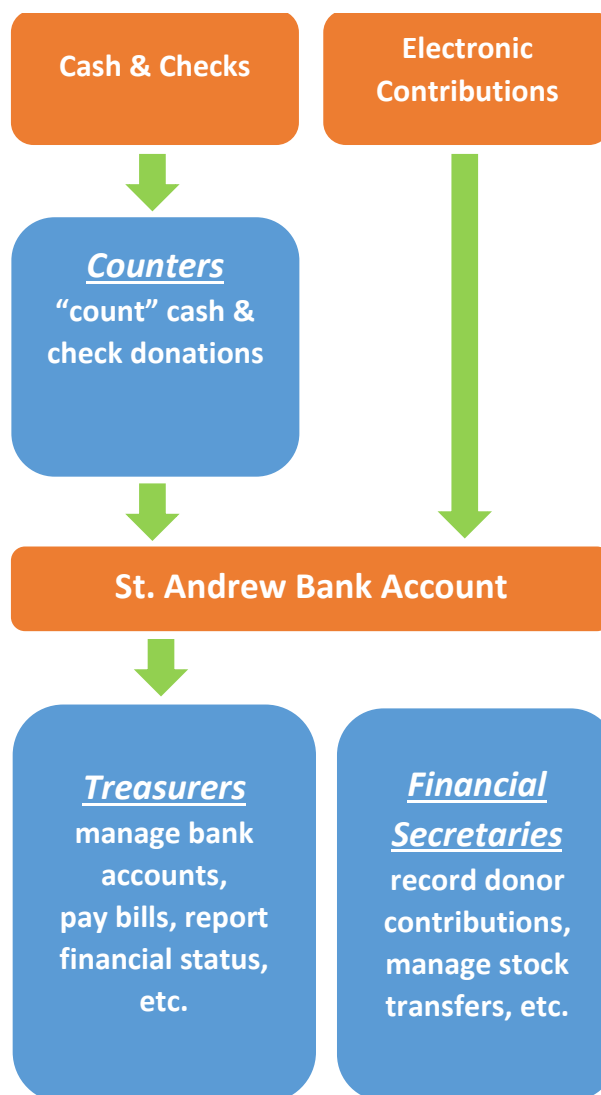 Cash & Checks
Electronic
Contributions
Counters
“count” cash &
check donations
St. Andrew Bank Account
Treasurers
manage bank
accounts,
pay bills, report
financial status,
etc.
Financial
Secretaries
record donor
contributions,
manage stock
transfers, etc.